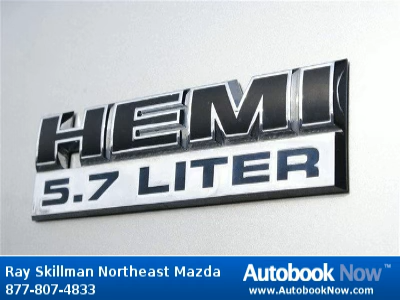 HEMI
5.7 LITER
Ray Skillman Northeast Mazda
877-807-4833
Autobook Now™
www.AutobookNow.com